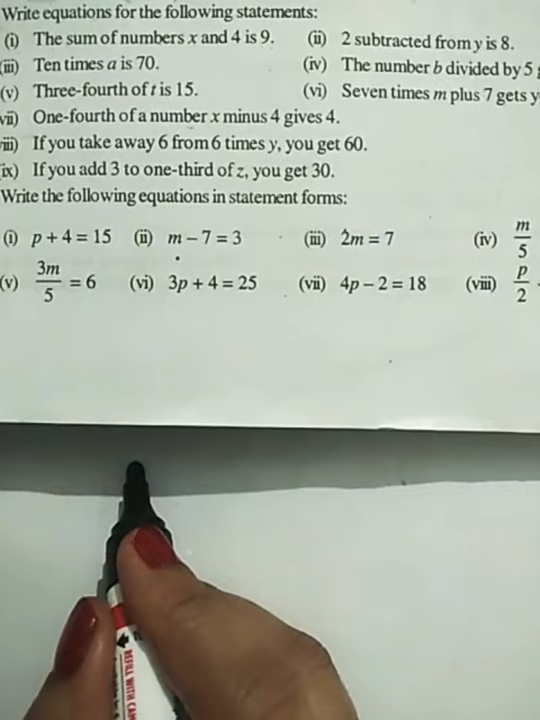 Write equations for the following statements:
(i) The sum of numbers x and 4 is 9. (ii) 2 subtracted from y is 8.
(iii) Ten times a is 70. (iv) The number b divided by 5
(v) Three-fourth of t is 15. (vi) Seven times m plus 7 gets y
vii) One-fourth of a number x minus 4 gives 4.
viii) If you take away 6 from 6 times y, you get 60.
ix) If you add 3 to one-third of z, you get 30.
Write the following equations in statement forms:
(i) p + 4 = 15 (ii) m − 7 = 3 (iii) 2m = 7 (iv) m/5
(v) 3m/5 = 6 (vi) 3p + 4 = 25 (vii) 4p − 2 = 18 (viii) p/2
REFILL WITH CAM